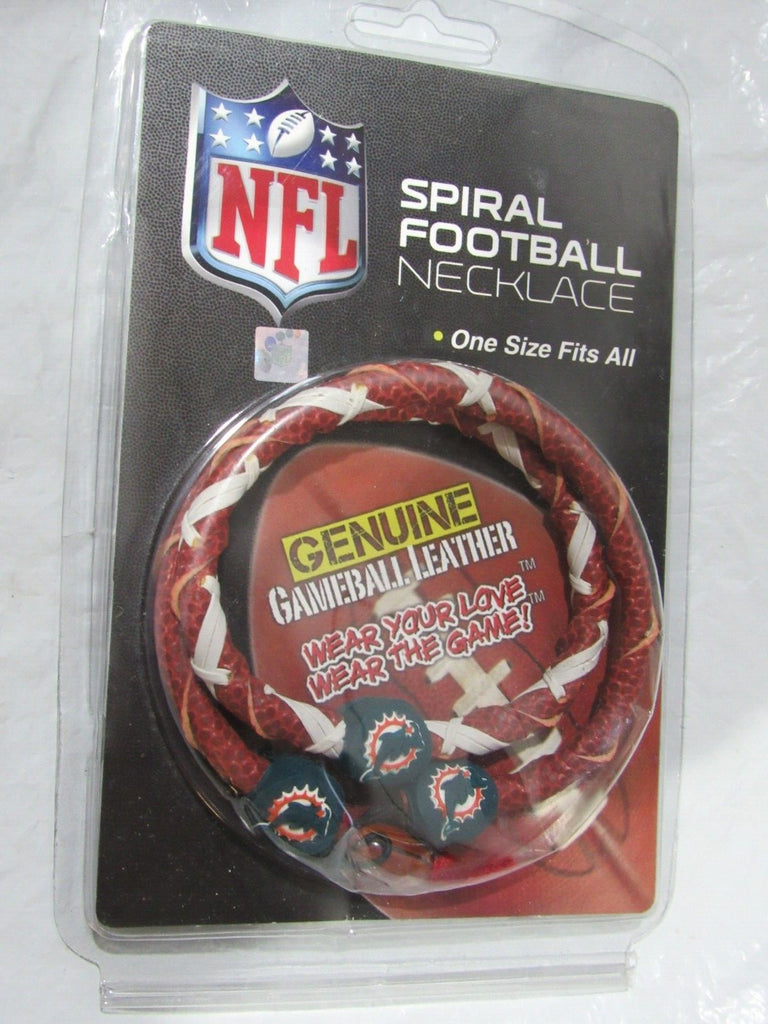 NFL
SPIRAL
FOOTBALL
NECKLACE
• One Size Fits All
GENUINE
GAMEBALL LEATHER™
WEAR YOUR LOVE
WEAR THE GAME!™